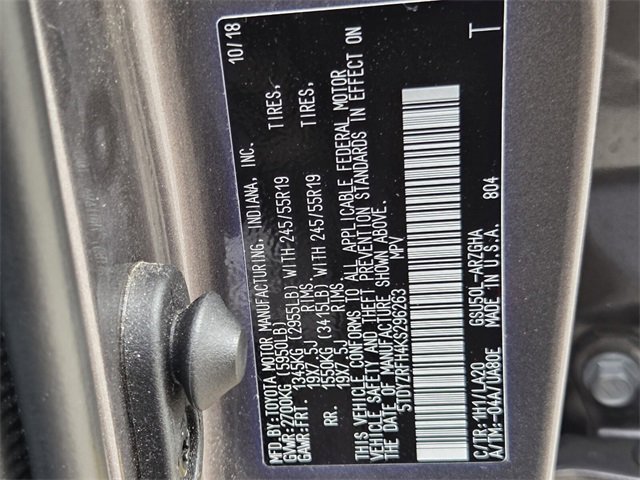 MFD.BY:TOYOTA MOTOR MANUFACTURING, INDIANA, INC. 10/18
GVWR:2700KG (5950LB)
GAWR:FRT. 1345KG (2955LB) WITH 245/55R19 TIRES,
19X7.5J RIMS,
RR. 1550KG (3415LB) WITH 245/55R19 TIRES,
19X7.5J RIMS
THIS VEHICLE CONFORMS TO ALL APPLICABLE FEDERAL MOTOR
VEHICLE SAFETY AND THEFT PREVENTION STANDARDS IN EFFECT ON
THE DATE OF MANUFACTURE SHOWN ABOVE.
5TDYZRFH4KS296263 MPV
C/TR:1H1/LA20 GSU50L-ARZGHA
A/TM:-04A/UA80E MADE IN U.S.A. 804
T